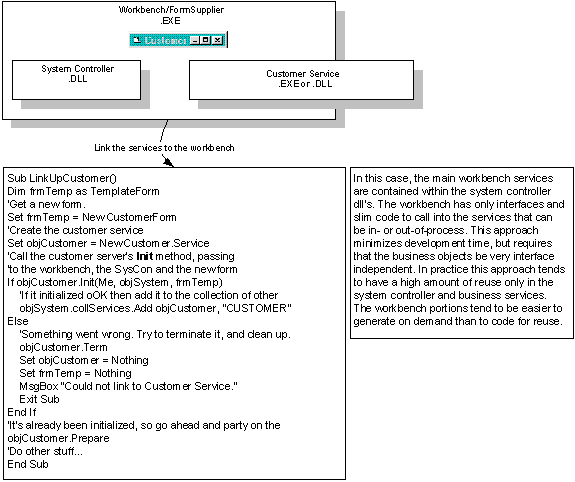 Workbench/FormSupplier
.EXE
Customer
System Controller
.DLL
Customer Service
.EXE or .DLL
Link the services to the workbench
Sub LinkUpCustomer()
Dim frmTemp as TemplateForm
'Get a new form.
Set frmTemp = NewCustomerForm
'Create the customer service
Set objCustomer = NewCustomer.Service
'Call the customer server's Init method, passing
'to the workbench, the SysCon and the newform
If objCustomer.Init(Me, objSystem, frmTemp)
'If it initialized oOK then add it to the collection of other
objSystem.collServices.Add objCustomer, "CUSTOMER"
Else
'Something went wrong. Try to terminate it, and clean up.
objCustomer.Term
Set objCustomer = Nothing
Set frmTemp = Nothing
MsgBox "Could not link to Customer Service."
Exit Sub
End If
'It's already been initialized, so go ahead and party on the
objCustomer.Prepare
'Do other stuff...
End Sub
In this case, the main workbench services
are contained within the system controller
dll's. The workbench has only interfaces and
slim code to call into the services that can
be in- or out-of-process. This approach
minimizes development time, but requires
that the business objects be very interface
independent. In practice this approach tends
to have a high amount of reuse only in the
system controller and business services.
The workbench portions tend to be easier to
generate on demand than to code for reuse.